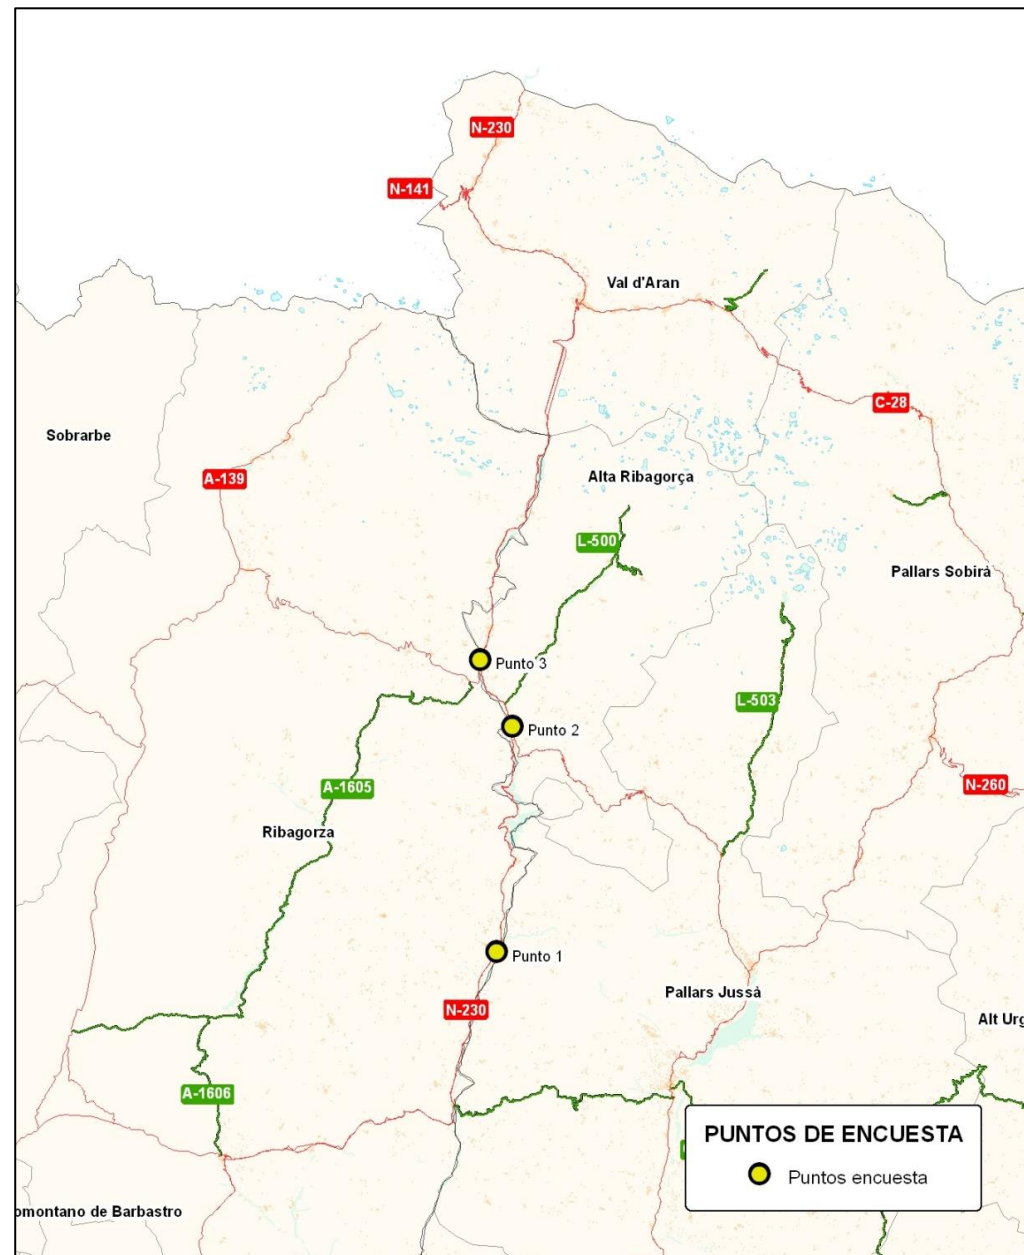 N-230
N-141
Val d'Aran
C-28
Sobrarbe
A-139
Alta Ribagorça
L-500
Pallars Sobirà
Punto 3
L-503
Punto 2
N-260
A-1605
Ribagorza
Punto 1
Pallars Jussà
N-230
Alt Urg
A-1606
PUNTOS DE ENCUESTA
Puntos encuesta
omontano de Barbastro